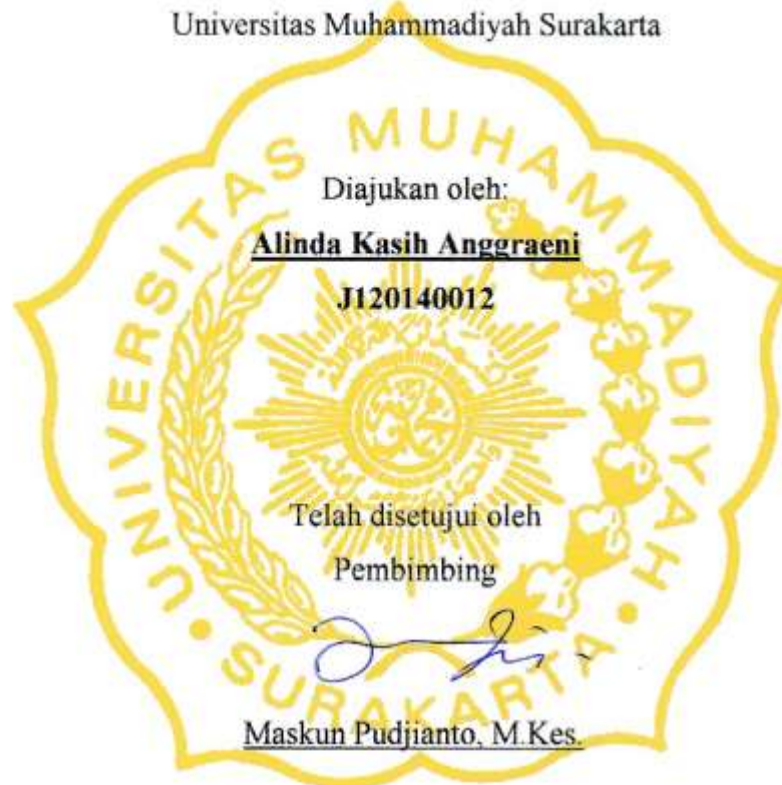 Universitas Muhammadiyah Surakarta
UNIVERSITAS MUHAMMADIYAH
Diajukan oleh:
Alinda Kasih Anggraeni
J120140012
Telah disetujui oleh
Pembimbing
SURAKARTA
Maskun Pudjianto, M.Kes.